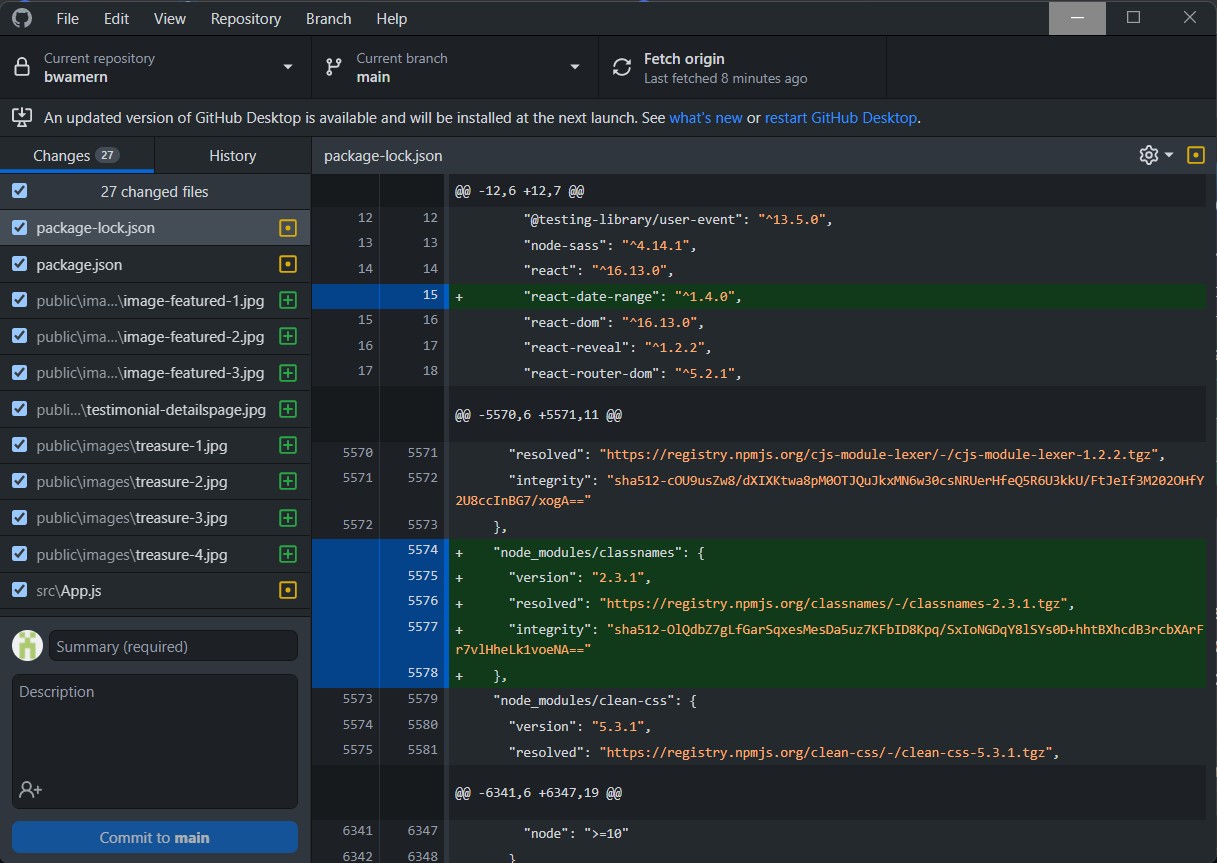 File Edit View Repository Branch Help
Current repository
bwamern
Current branch
main
Fetch origin
Last fetched 8 minutes ago
An updated version of GitHub Desktop is available and will be installed at the next launch. See what's new or restart GitHub Desktop.
Changes 27
History
27 changed files
package-lock.json
package.json
public\ima...\image-featured-1.jpg
public\ima...\image-featured-2.jpg
public\ima...\image-featured-3.jpg
publi...\testimonial-detailspage.jpg
public\images\treasure-1.jpg
public\images\treasure-2.jpg
public\images\treasure-3.jpg
public\images\treasure-4.jpg
src\App.js
Summary (required)
Description
Commit to main
package-lock.json
@@ -12,6 +12,7 @@
12 12 "@testing-library/user-event": "^13.5.0",
13 13 "node-sass": "^4.14.1",
14 14 "react": "^16.13.0",
15 + "react-date-range": "^1.4.0",
15 16 "react-dom": "^16.13.0",
16 17 "react-reveal": "^1.2.2",
17 18 "react-router-dom": "^5.2.1",
@@ -5570,6 +5571,11 @@
5570 5571 "resolved": "https://registry.npmjs.org/cjs-module-lexer/-/cjs-module-lexer-1.2.2.tgz",
5571 5572 "integrity": "sha512-cOU9usZw8/dXIXKtwa8pM0OTJQuJkxMN6w30csNRUerHfeQ5R6U3kkU/FtJeIf3M202OHfY
2U8ccInBG7/xogA=="
5572 5573 },
5574 + "node_modules/classnames": {
5575 + "version": "2.3.1",
5576 + "resolved": "https://registry.npmjs.org/classnames/-/classnames-2.3.1.tgz",
5577 + "integrity": "sha512-OlQdbZ7gLfGarSqxesMesDa5uz7KFbID8Kpq/SxIoNGDqY8lSYs0D+hhtBXhcdB3rcbXArF
r7vlHheLk1voeNA=="
5578 + },
5573 5579 "node_modules/clean-css": {
5574 5580 "version": "5.3.1",
5575 5581 "resolved": "https://registry.npmjs.org/clean-css/-/clean-css-5.3.1.tgz",
@@ -6341,6 +6347,19 @@
6341 6347 "node": ">=10"
6342 6348 }